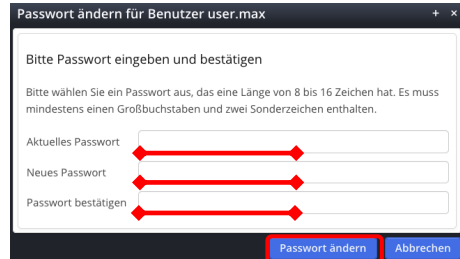 Passwort ändern für Benutzer user.max + ×
Bitte Passwort eingeben und bestätigen
Bitte wählen Sie ein Passwort aus, das eine Länge von 8 bis 16 Zeichen hat. Es muss
mindestens einen Großbuchstaben und zwei Sonderzeichen enthalten.
Aktuelles Passwort
Neues Passwort
Passwort bestätigen
Passwort ändern Abbrechen